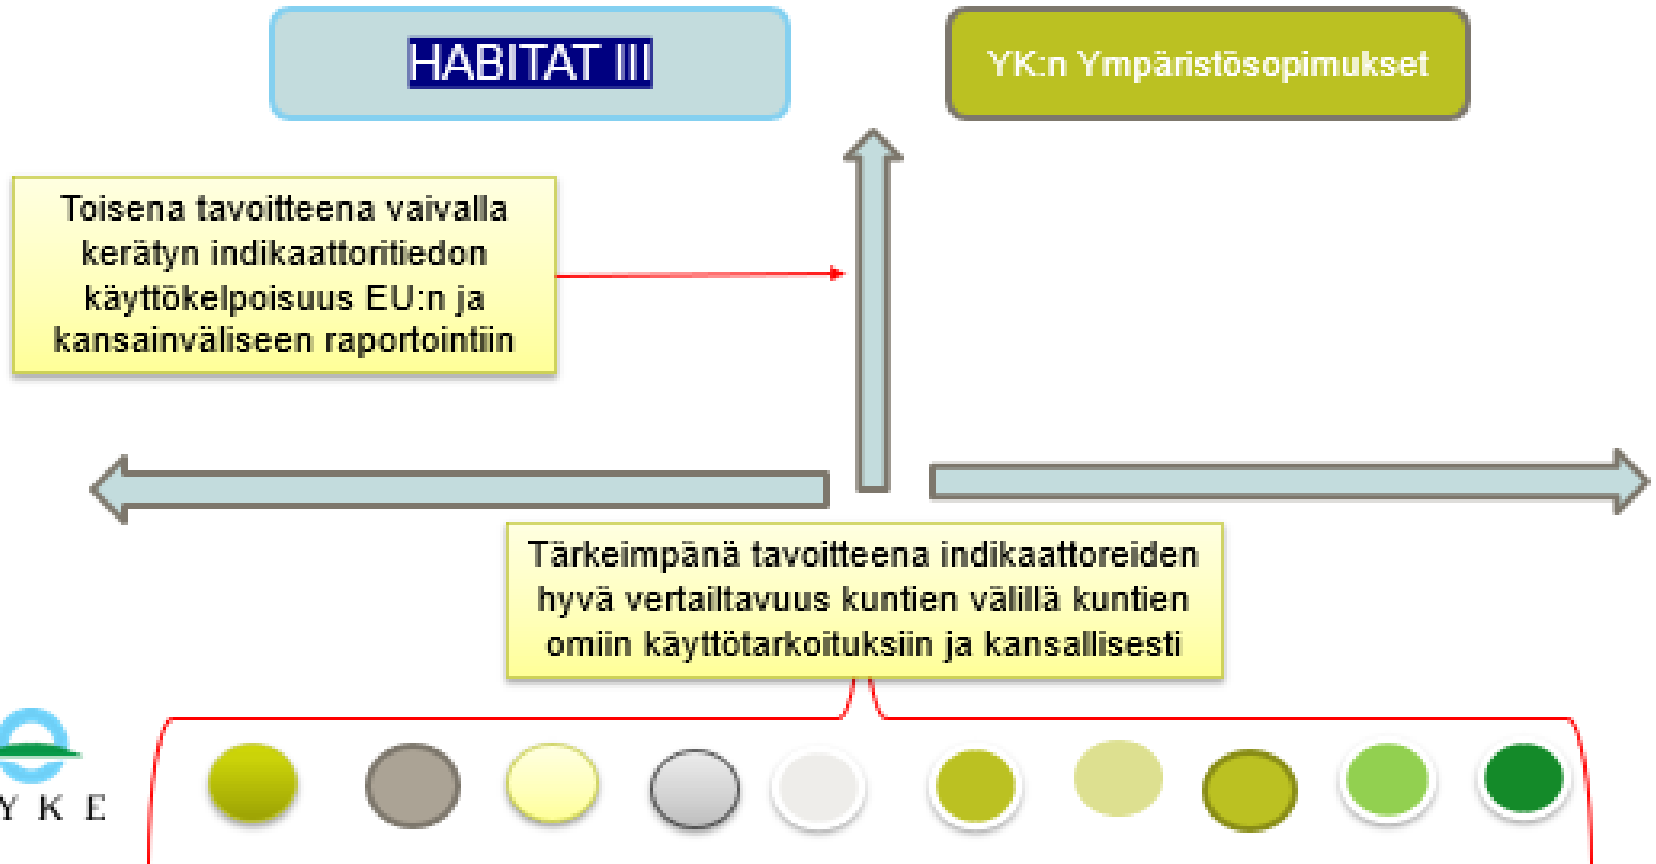 HABITAT III
YK:n Ympäristösopimukset
Toisena tavoitteena vaivalla
kerätyn indikaattoritiedon
käyttökelpoisuus EU:n ja
kansainväliseen raportointiin
Tärkeimpänä tavoitteena indikaattoreiden
hyvä vertailtavuus kuntien välillä kuntien
omiin käyttötarkoituksiin ja kansallisesti
Y K E